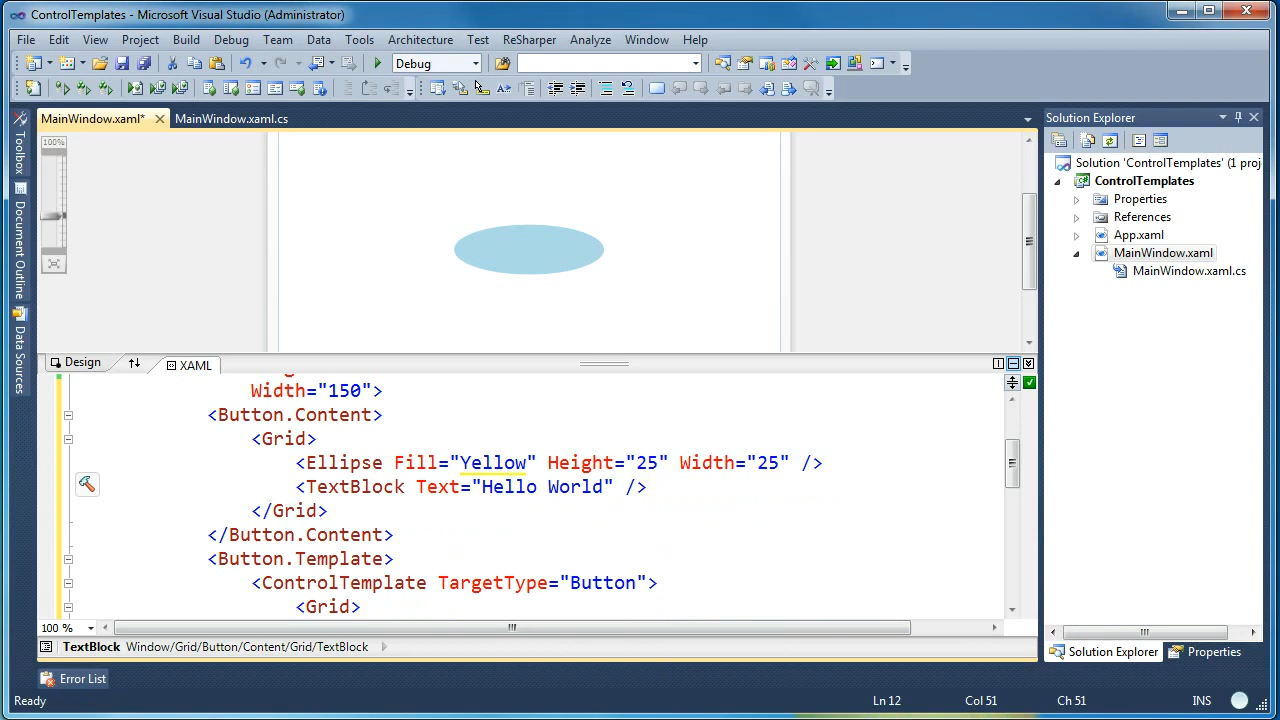 ControlTemplates - Microsoft Visual Studio (Administrator)
File Edit View Project Build Debug Team Data Tools Architecture Test ReSharper Analyze Window Help
Debug
MainWindow.xaml* MainWindow.xaml.cs
Solution Explorer
Toolbox
Document Outline
Data Sources
100%
Solution 'ControlTemplates' (1 proj
ControlTemplates
Properties
References
App.xaml
MainWindow.xaml
MainWindow.xaml.cs
Design XAML
Width="150">
<Button.Content>
<Grid>
<Ellipse Fill="Yellow" Height="25" Width="25" />
<TextBlock Text="Hello World" />
</Grid>
</Button.Content>
<Button.Template>
<ControlTemplate TargetType="Button">
<Grid>
100 %
TextBlock Window/Grid/Button/Content/Grid/TextBlock
Solution Explorer Properties
Error List
Ready Ln 12 Col 51 Ch 51 INS